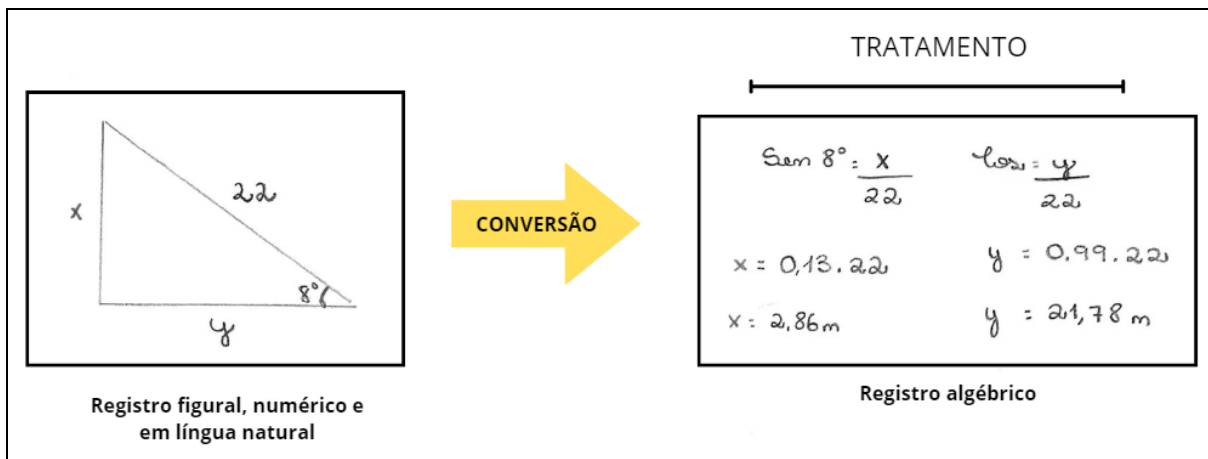 TRATAMENTO
x
22
8°
y
Registro figural, numérico e
em língua natural
CONVERSÃO
Sen 8° = x
22
Cos = y
22
x = 0,13 . 22
y = 0.99.22
x = 2,86 m
y = 21,78 m
Registro algébrico